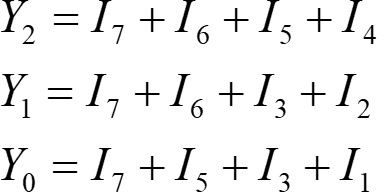 Y₂ = I₇ + I₆ + I₅ + I₄
Y₁ = I₇ + I₆ + I₃ + I₂
Y₀ = I₇ + I₅ + I₃ + I₁